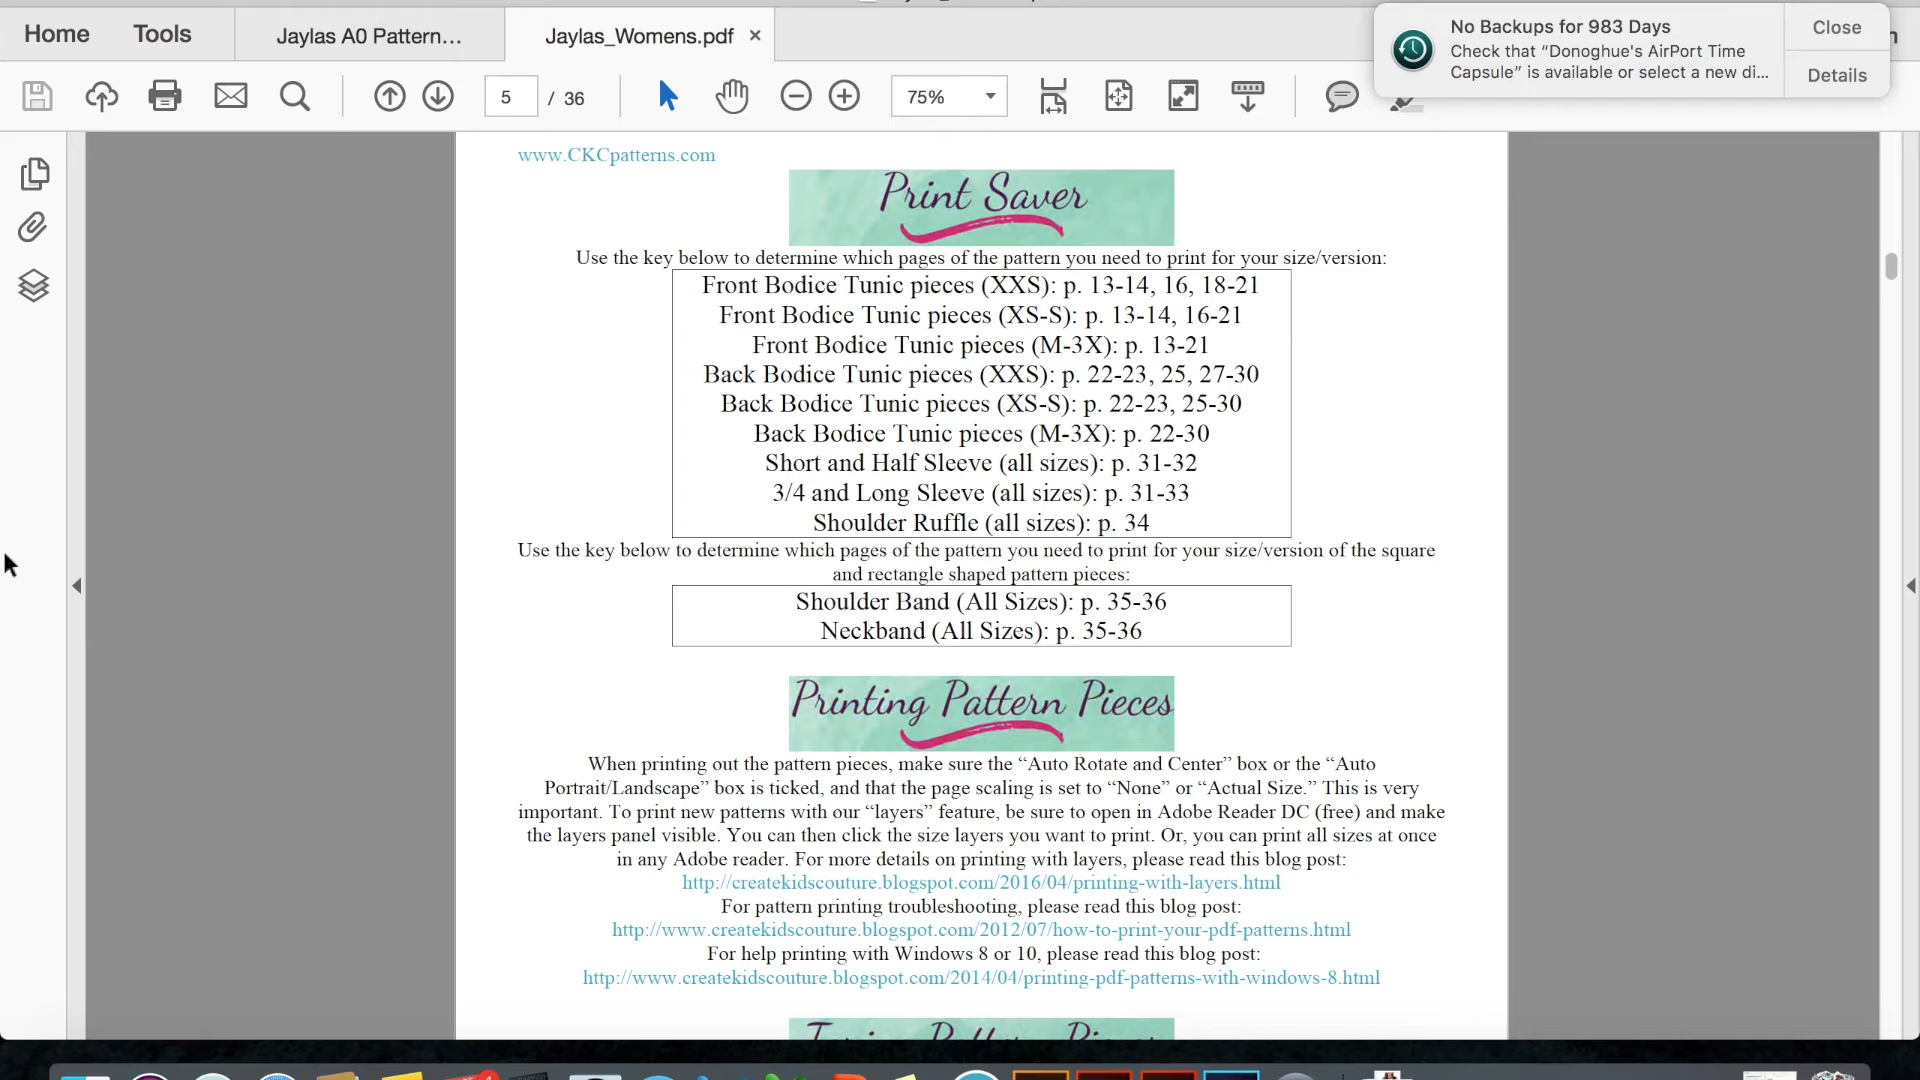 Home
Tools
Jaylas A0 Pattern...
Jaylas_Womens.pdf
No Backups for 983 Days
Check that “Donoghue's AirPort Time
Capsule” is available or select a new di...
Close
Details
5 / 36
75%
www.CKCpatterns.com
Print Saver
Use the key below to determine which pages of the pattern you need to print for your size/version:
Front Bodice Tunic pieces (XXS): p. 13-14, 16, 18-21
Front Bodice Tunic pieces (XS-S): p. 13-14, 16-21
Front Bodice Tunic pieces (M-3X): p. 13-21
Back Bodice Tunic pieces (XXS): p. 22-23, 25, 27-30
Back Bodice Tunic pieces (XS-S): p. 22-23, 25-30
Back Bodice Tunic pieces (M-3X): p. 22-30
Short and Half Sleeve (all sizes): p. 31-32
3/4 and Long Sleeve (all sizes): p. 31-33
Shoulder Ruffle (all sizes): p. 34
Use the key below to determine which pages of the pattern you need to print for your size/version of the square
and rectangle shaped pattern pieces:
Shoulder Band (All Sizes): p. 35-36
Neckband (All Sizes): p. 35-36
Printing Pattern Pieces
When printing out the pattern pieces, make sure the “Auto Rotate and Center” box or the “Auto
Portrait/Landscape” box is ticked, and that the page scaling is set to “None” or “Actual Size.” This is very
important. To print new patterns with our “layers” feature, be sure to open in Adobe Reader DC (free) and make
the layers panel visible. You can then click the size layers you want to print. Or, you can print all sizes at once
in any Adobe reader. For more details on printing with layers, please read this blog post:
http://createkidscouture.blogspot.com/2016/04/printing-with-layers.html
For pattern printing troubleshooting, please read this blog post:
http://www.createkidscouture.blogspot.com/2012/07/how-to-print-your-pdf-patterns.html
For help printing with Windows 8 or 10, please read this blog post:
http://www.createkidscouture.blogspot.com/2014/04/printing-pdf-patterns-with-windows-8.html